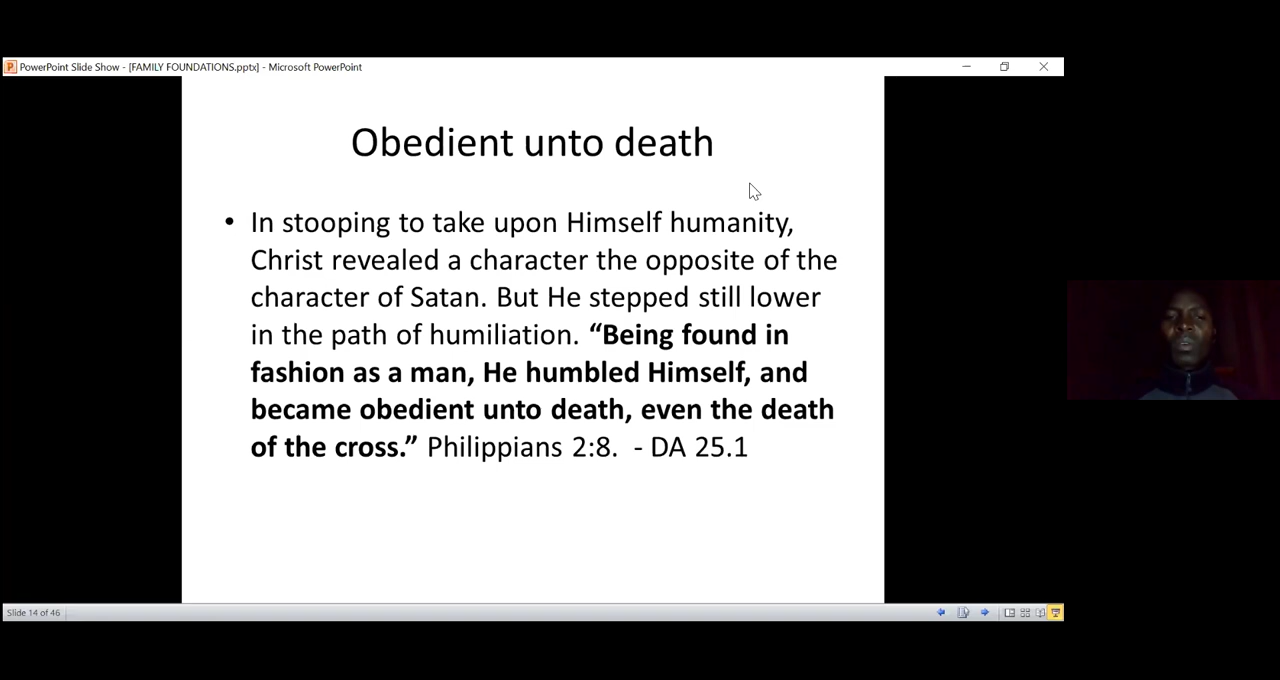 PowerPoint Slide Show - [FAMILY FOUNDATIONS.pptx] - Microsoft PowerPoint
Obedient unto death
• In stooping to take upon Himself humanity,
Christ revealed a character the opposite of the
character of Satan. But He stepped still lower
in the path of humiliation. “Being found in
fashion as a man, He humbled Himself, and
became obedient unto death, even the death
of the cross.” Philippians 2:8.  - DA 25.1
Slide 14 of 46